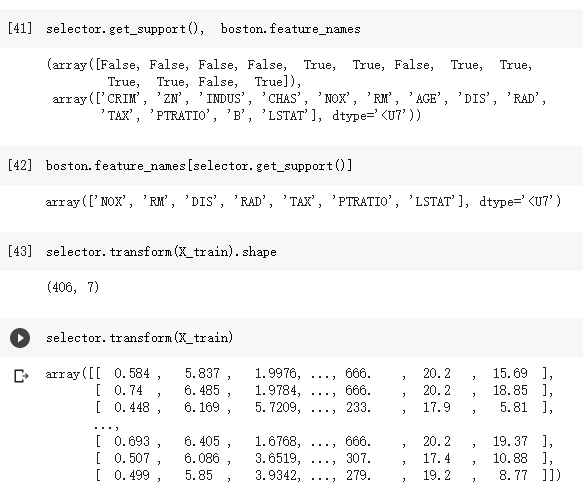 [41] selector.get_support(), boston.feature_names
(array([False, False, False, False, True, True, False, True, True,
True, True, False, True]),
array(['CRIM', 'ZN', 'INDUS', 'CHAS', 'NOX', 'RM', 'AGE', 'DIS', 'RAD',
'TAX', 'PTRATIO', 'B', 'LSTAT'], dtype='<U7'))
[42] boston.feature_names[selector.get_support()]
array(['NOX', 'RM', 'DIS', 'RAD', 'TAX', 'PTRATIO', 'LSTAT'], dtype='<U7')
[43] selector.transform(X_train).shape
(406, 7)
selector.transform(X_train)
array([[ 0.584 , 5.837 , 1.9976, ..., 666. , 20.2 , 15.69 ],
[ 0.74 , 6.485 , 1.9784, ..., 666. , 20.2 , 18.85 ],
[ 0.448 , 6.169 , 5.7209, ..., 233. , 17.9 , 5.81 ],
...,
[ 0.693 , 6.405 , 1.6768, ..., 666. , 20.2 , 19.37 ],
[ 0.507 , 6.086 , 3.6519, ..., 307. , 17.4 , 10.88 ],
[ 0.499 , 5.85 , 3.9342, ..., 279. , 19.2 , 8.77 ]])